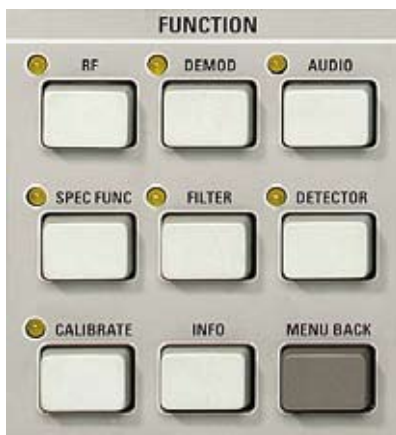 FUNCTION
RF DEMOD AUDIO
SPEC FUNC FILTER DETECTOR
CALIBRATE INFO MENU BACK